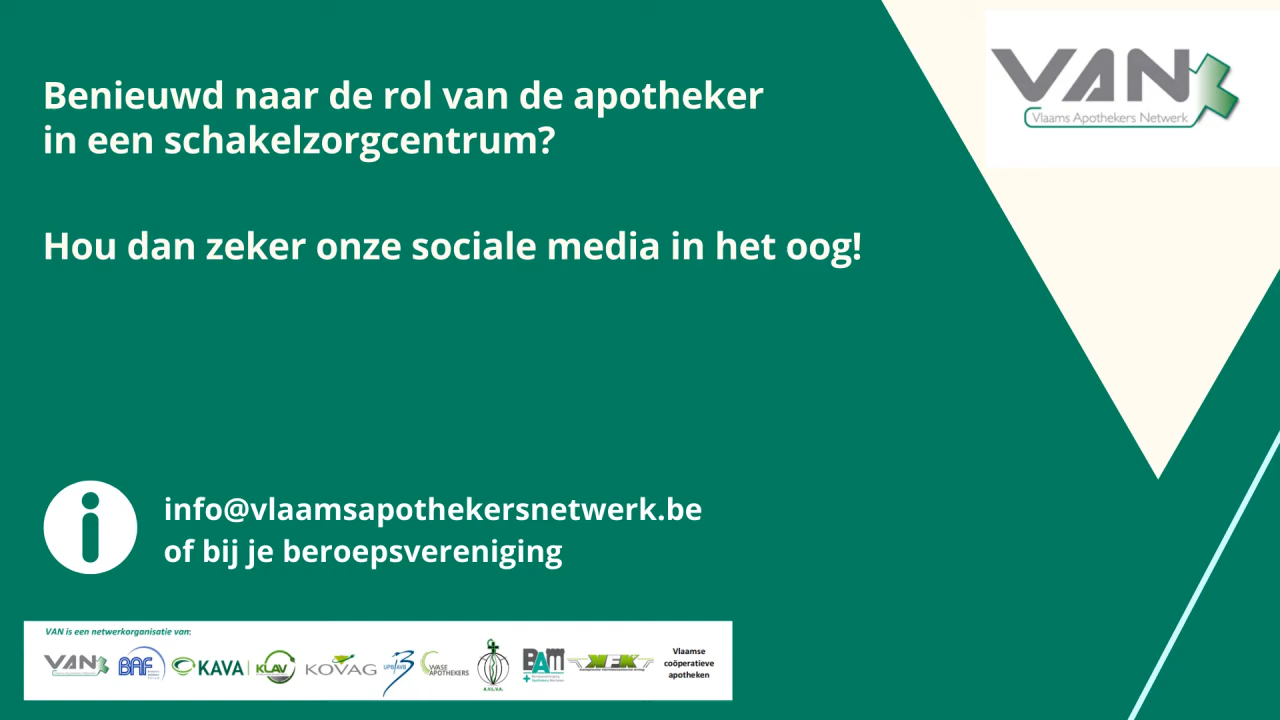 Benieuwd naar de rol van de apotheker
in een schakelzorgcentrum?
VAN
Vlaams Apothekers Netwerk
Hou dan zeker onze sociale media in het oog!
info@vlaamsapothekersnetwerk.be
of bij je beroepsvereniging
VAN is een netwerkorganisatie van:
VAN
BAF
KAVA
KLAV
KOVAG
UPB-AVB
WASE
APOTHEKERS
A.P.L.V.A.
BAM
KFK
Vlaamse
coöperatieve
apotheken